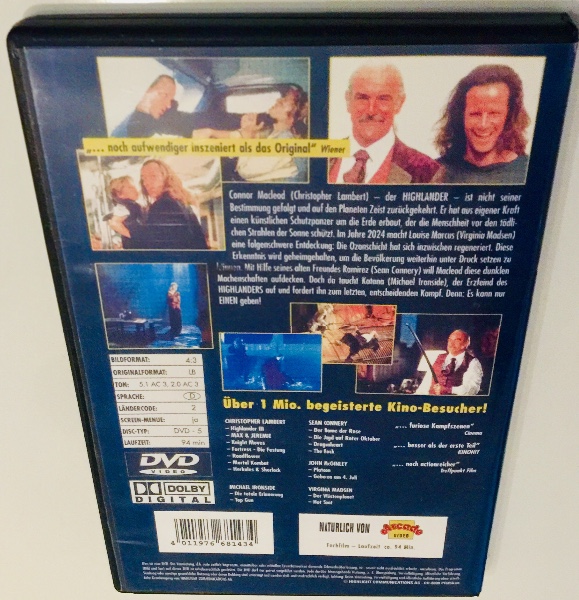 „... noch aufwendiger inszeniert als das Original" Wiener
Connor Macleod (Christopher Lambert) – der HIGHLANDER – ist nicht seiner
Bestimmung gefolgt und auf den Planeten Zeist zurückgekehrt. Er hat aus eigener Kraft
einen künstlichen Schutzpanzer um die Erde erbaut, der die Menschheit vor den tödli-
chen Strahlen der Sonne schützt. Im Jahre 2024 macht Louise Marcus (Virginia Madsen)
eine folgenschwere Entdeckung: Die Ozonschicht hat sich inzwischen regeneriert. Diese
Erkenntnis wird geheimgehalten, um die Bevölkerung weiterhin unter Druck setzen zu
können. Mit Hilfe seines alten Freundes Ramirez (Sean Connery) will Macleod diese dunklen
Machenschaften aufdecken. Doch da taucht Katana (Michael Ironside), der Erzfeind des
HIGHLANDERS auf und fordert ihn zum letzten, entscheidenden Kampf. Denn: Es kann nur
EINEN geben!
BILDFORMAT: 4:3
ORIGINALFORMAT: LB
TON: 5.1 AC 3, 2.0 AC 3
SPRACHE: D
LÄNDERCODE: 2
SCREEN-MENUE: ja
DISC-TYP: DVD - 5
LAUFZEIT: 94 min
DVD
VIDEO
DOLBY
DIGITAL
Über 1 Mio. begeisterte Kino-Besucher!
CHRISTOPHER LAMBERT
– Highlander III
– MAX & JEREMIE
– Knight Moves
– Fortress - Die Festung
– Roadflower
– Mortal Kombat
– Nirkales & Sherlock
MICHAEL IRONSIDE
– Die totale Erinnerung
– Top Gun
SEAN CONNERY
– Der Name der Rose
– Die Jagd auf Roter Oktober
– Dragonheart
– The Rock
JOHN McGINLEY
– Platoon
– Geboren am 4. Juli
VIRGINIA MADSEN
– Der Wüstenplanet
– Hot Spot
„... furiose Kampfszenen"
Cinema
„... besser als der erste Teil"
KINOHIT
„... noch actionreicher"
Treffpunkt Film
4 011976 681434
NATÜRLICH VON
Arcade
VIDEO
Farbfilm - Laufzeit ca. 94 Min